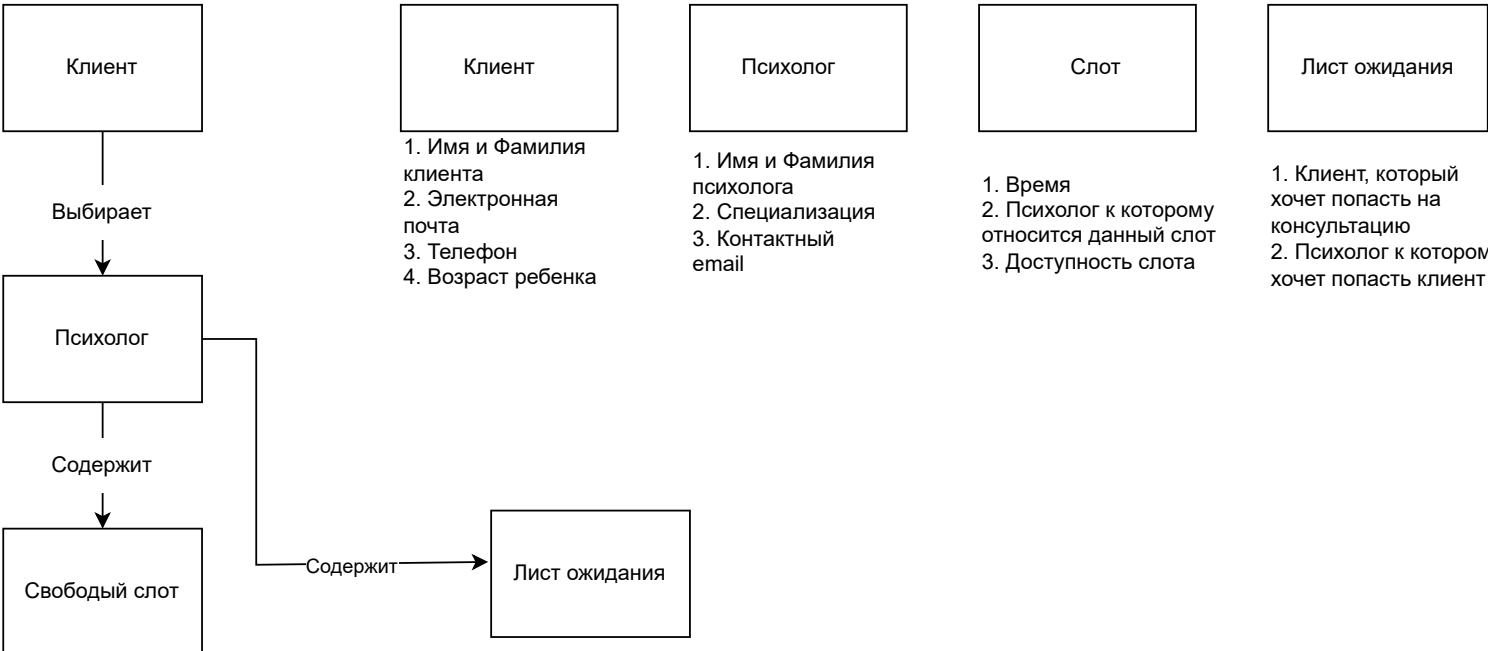 Клиент
Выбирает
Психолог
Содержит
Свободый слот
Содержит
Лист ожидания
Клиент
1. Имя и Фамилия
клиента
2. Электронная
почта
3. Телефон
4. Возраст ребенка
Психолог
1. Имя и Фамилия
психолога
2. Специализация
3. Контактный
email
Слот
1. Время
2. Психолог к которому
относится данный слот
3. Доступность слота
Лист ожидания
1. Клиент, который
хочет попасть на
консультацию
2. Психолог к котором
хочет попасть клиент